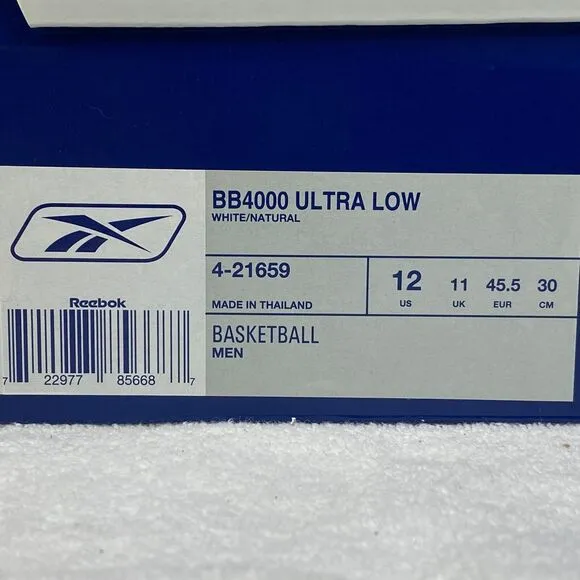 BB4000 ULTRA LOW
WHITE/NATURAL
4-21659
MADE IN THAILAND
12 11 45.5 30
US UK EUR CM
BASKETBALL
MEN
Reebok
7 22977 85668 7